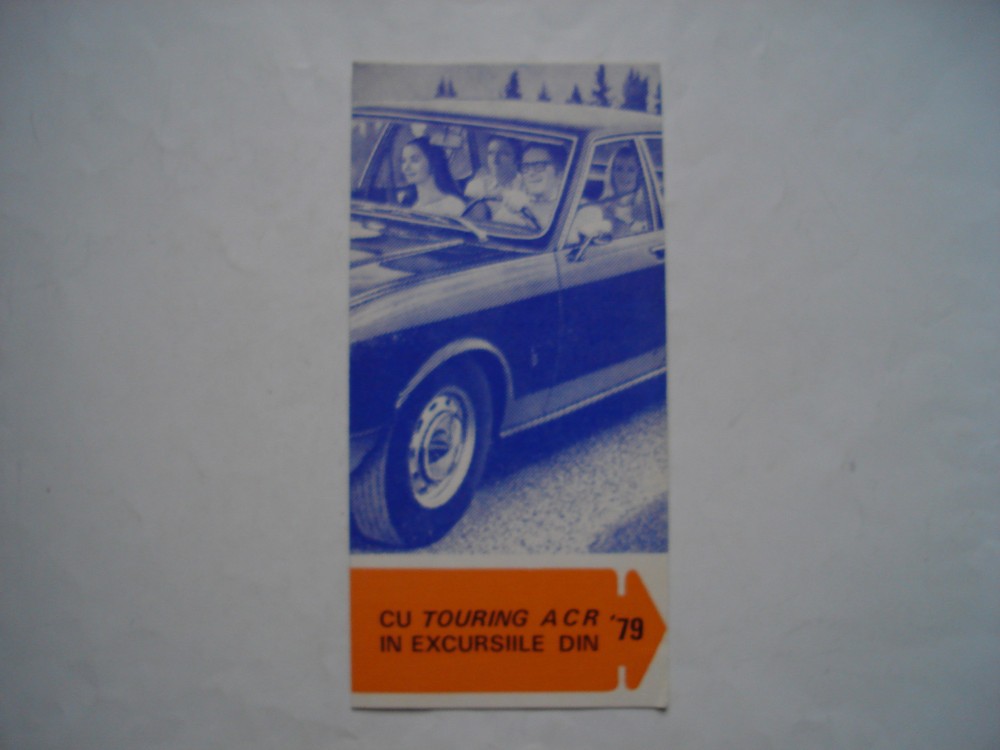 CU TOURING ACR '79
IN EXCURSIILE DIN